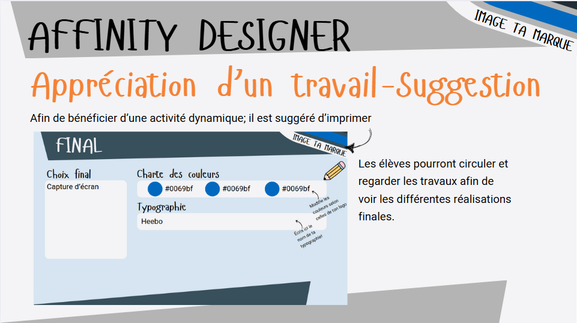 AFFINITY DESIGNER
IMAGE TA MARQUE
Appréciation d'un travail-Suggestion
Afin de bénéficier d'une activité dynamique; il est suggéré d'imprimer
FINAL
IMAGE TA MARQUE
Choix final
Capture d'écran
Charte des couleurs
#0069bf
#0069bf
#0069bf
Modifie les
couleurs selon
celles de ton logo
Typographie
Heebo
Écris ici le
nom de ta
typographie
Les élèves pourront circuler et
regarder les travaux afin de
voir les différentes réalisations
finales.